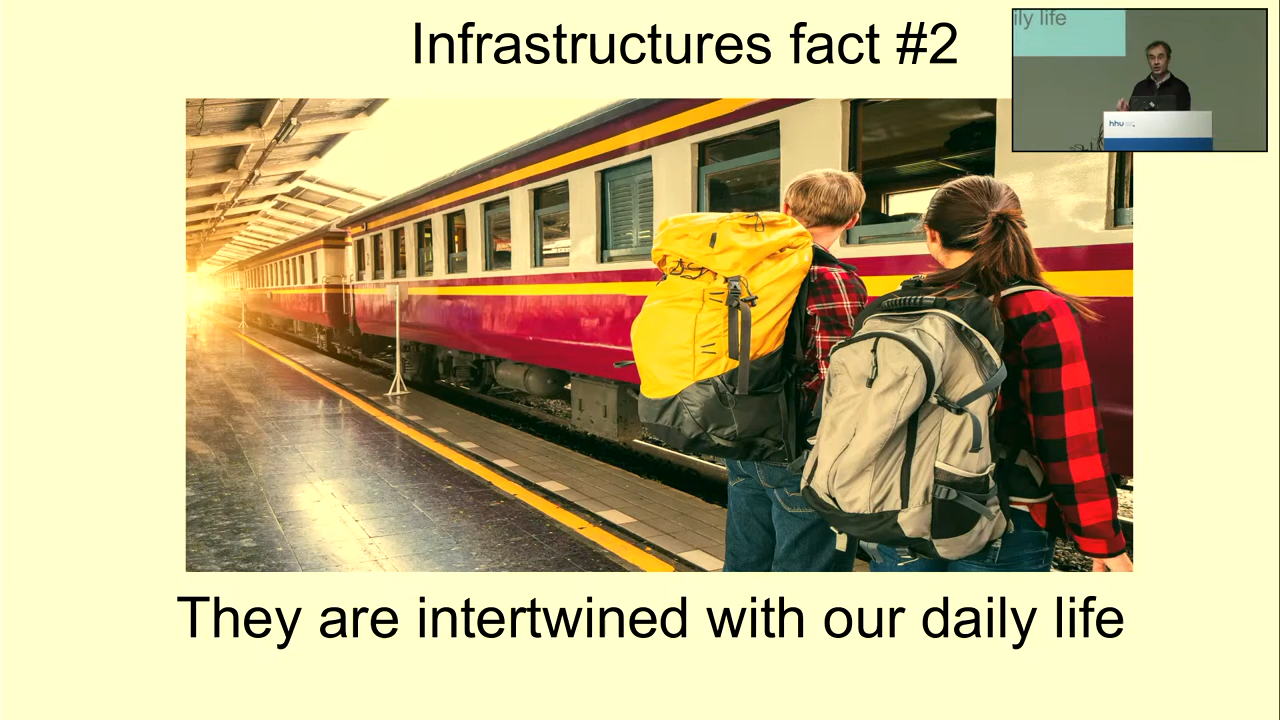 Infrastructures fact #2
ily life
hhu
They are intertwined with our daily life